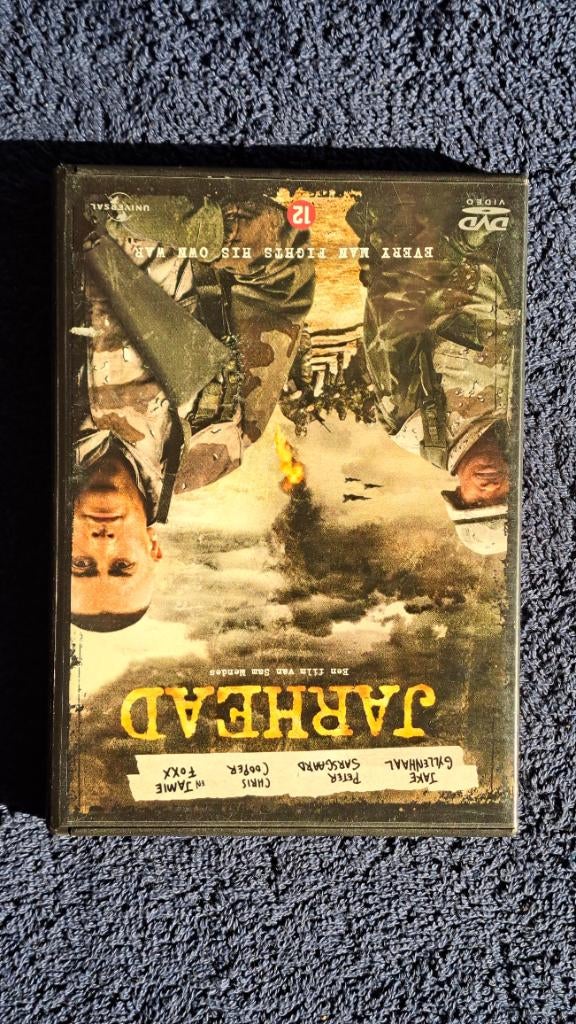 JAKE GYLLENHAAL
PETER SARSGAARD
CHRIS COOPER
EN JAMIE FOXX
JARHEAD
Een film van Sam Mendes
EVERY MAN FIGHTS HIS OWN WAR
12
DVD VIDEO
UNIVERSAL